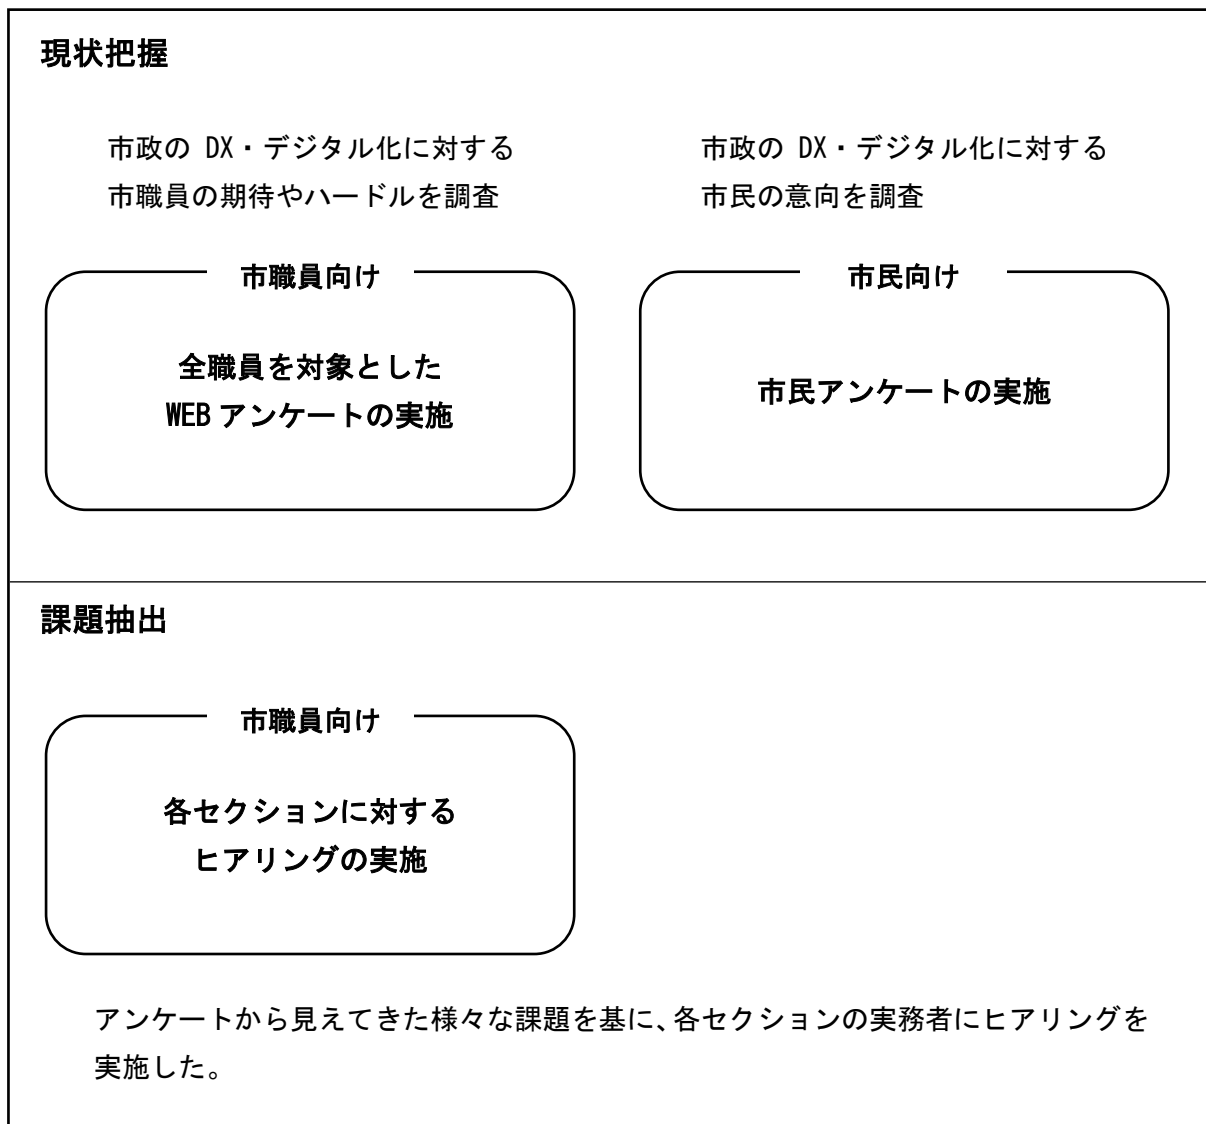 現状把握
市政の DX・デジタル化に対する
市職員の期待やハードルを調査
市政の DX・デジタル化に対する
市民の意向を調査
市職員向け
全職員を対象とした
WEB アンケートの実施
市民向け
市民アンケートの実施
課題抽出
市職員向け
各セクションに対する
ヒアリングの実施
アンケートから見えてきた様々な課題を基に、各セクションの実務者にヒアリングを
実施した。